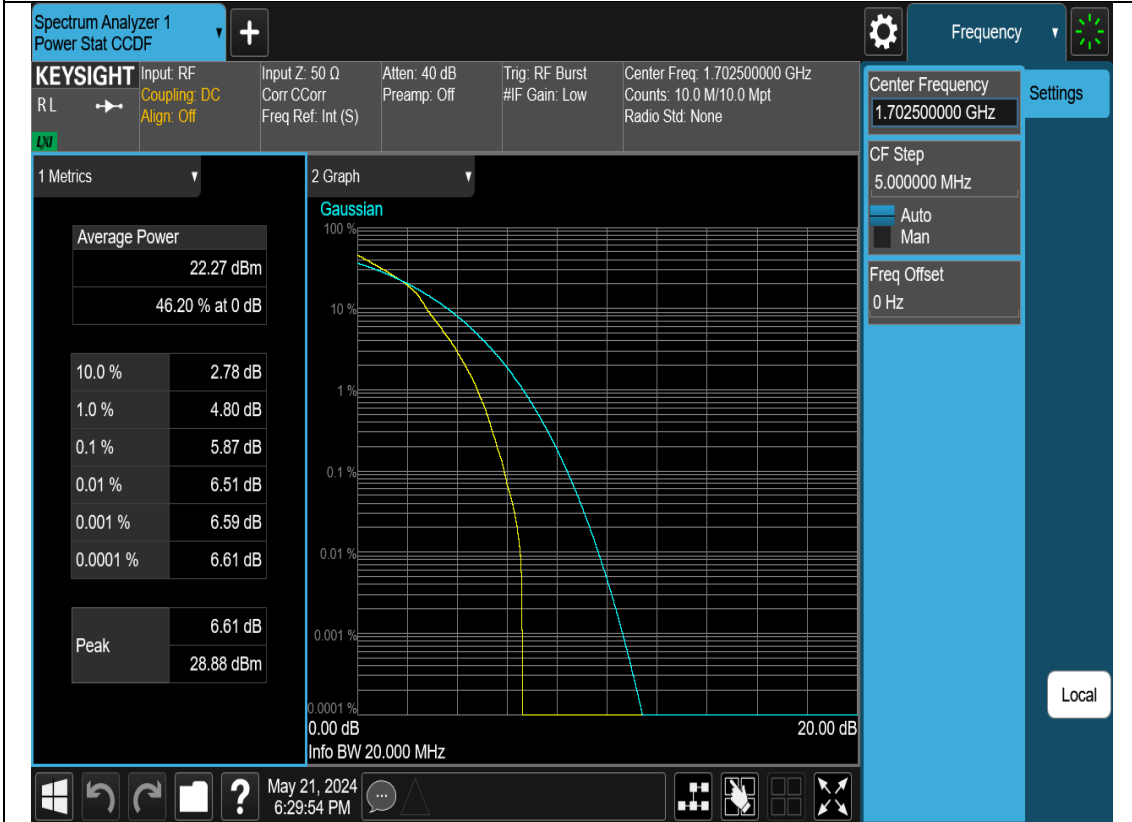 Spectrum Analyzer 1
Power Stat CCDF
+
Frequency
KEYSIGHT
RL
LXI
Input: RF
Coupling: DC
Align: Off
Input Z: 50 Ω
Corr CCorr
Freq Ref: Int (S)
Atten: 40 dB
Preamp: Off
Trig: RF Burst
#IF Gain: Low
Center Freq: 1.702500000 GHz
Counts: 10.0 M/10.0 Mpt
Radio Std: None
Center Frequency
1.702500000 GHz
Settings
CF Step
5.000000 MHz
Auto
Man
Freq Offset
0 Hz
Local
1 Metrics
Average Power
22.27 dBm
46.20 % at 0 dB
10.0 % 2.78 dB
1.0 % 4.80 dB
0.1 % 5.87 dB
0.01 % 6.51 dB
0.001 % 6.59 dB
0.0001 % 6.61 dB
Peak
6.61 dB
28.88 dBm
2 Graph
Gaussian
100 %
10 %
1 %
0.1 %
0.01 %
0.001 %
0.0001 %
0.00 dB 20.00 dB
Info BW 20.000 MHz
?
May 21, 2024
6:29:54 PM